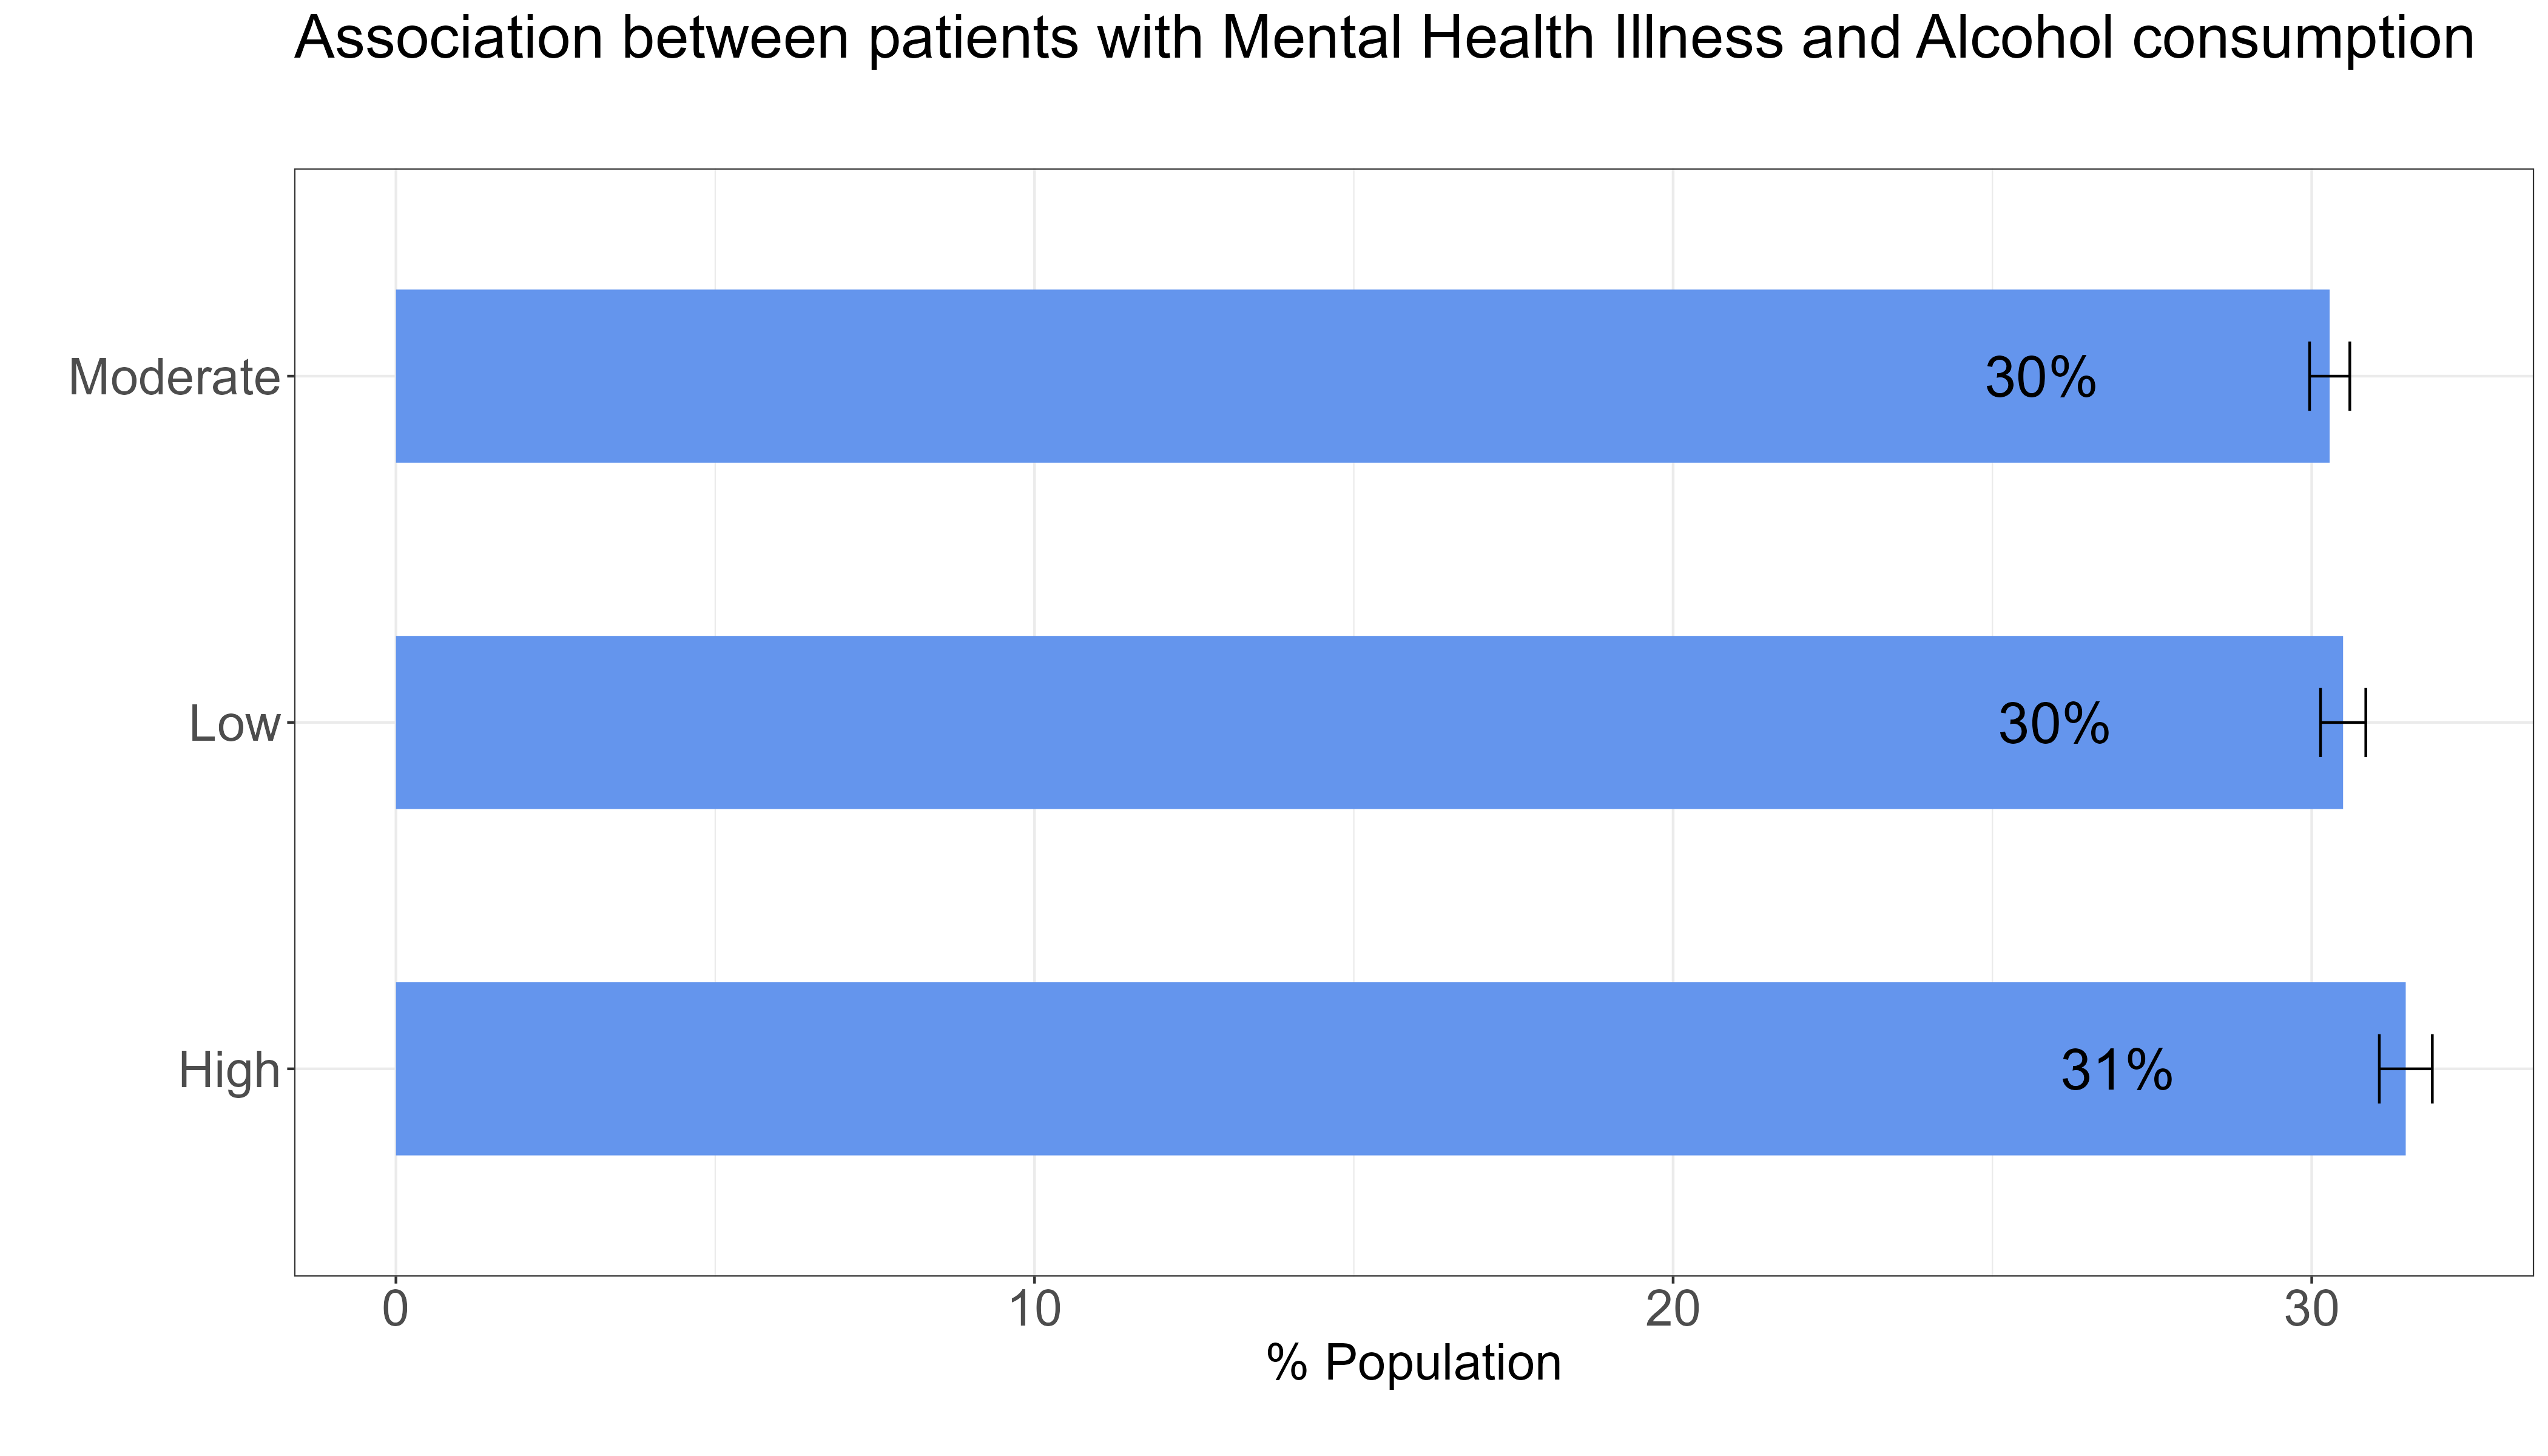 Association between patients with Mental Health Illness and Alcohol consumption
Moderate
30%
Low
30%
High
31%
0
10
20
30
% Population